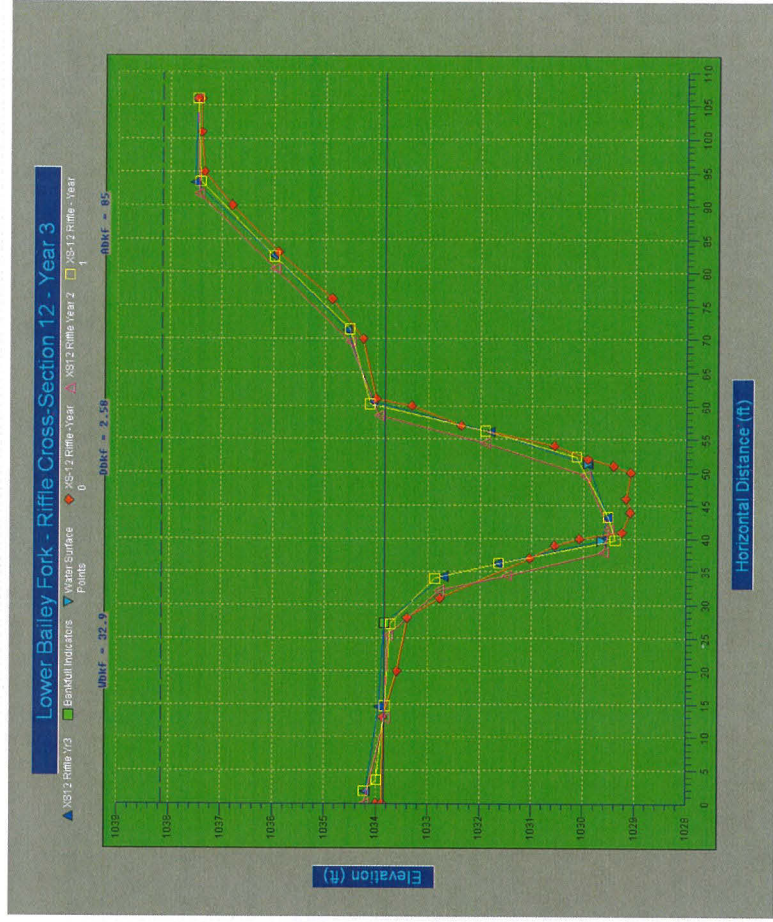 Lower Bailey Fork - Riffle Cross-Section 12 - Year 3
XS12 Riffle Yr3
Bankfull Indicators
Water Surface Points
XS-12 Riffle -Year 0
XS12 Riffle Year 2
XS-12 Riffle - Year 1
Wbkf = 32.9
Dbkf = 2.58
Abkf = 85
Elevation (ft)
1039
1038
1037
1036
1035
1034
1033
1032
1031
1030
1029
1028
0 5 10 15 20 25 30 35 40 45 50 55 60 65 70 75 80 85 90 95 100 105 110
Horizontal Distance (ft)